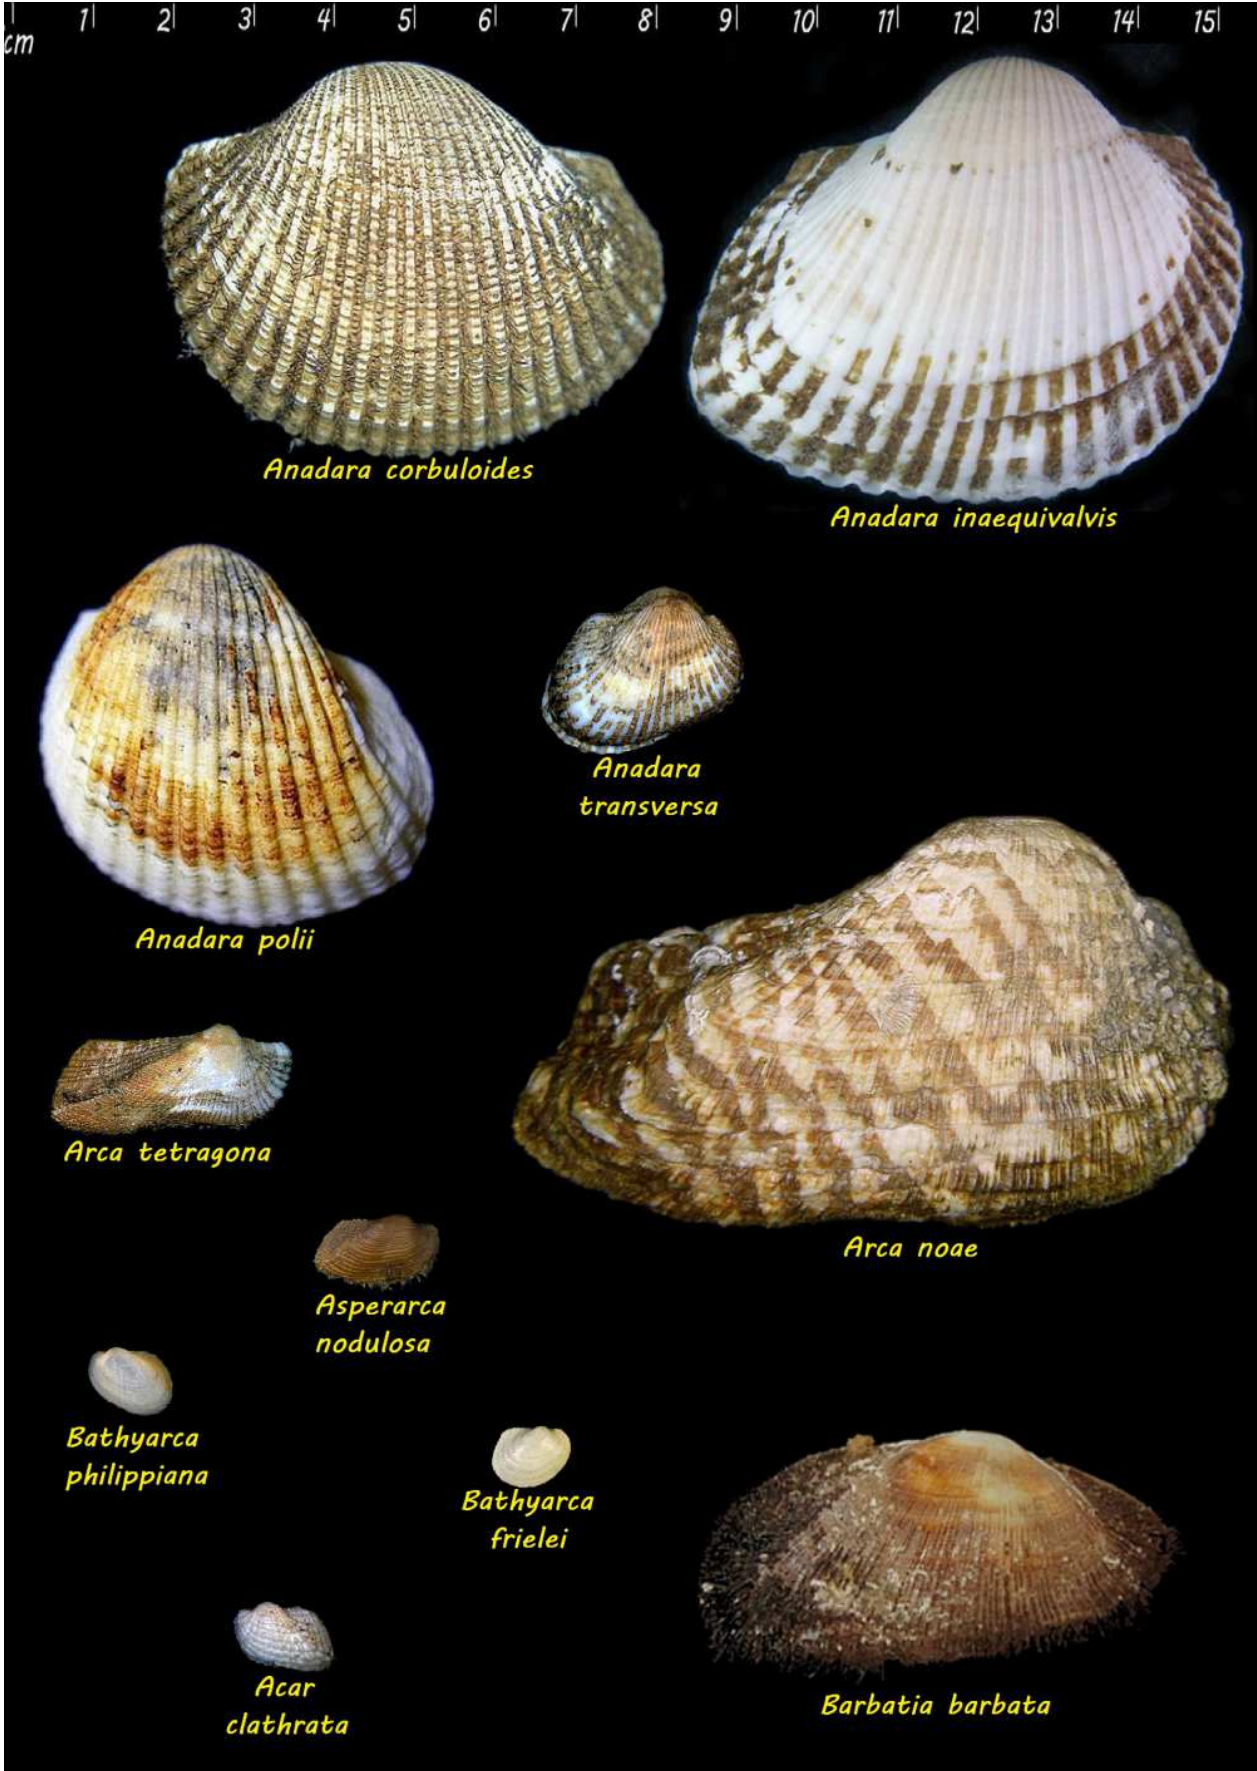 1 2 3 4 5 6 7 8 9 10 11 12 13 14 15
cm
Anadara corbuloides
Anadara inaequivalvis
Anadara
transversa
Anadara polii
Arca tetragona
Arca noae
Asperarca
nodulosa
Bathyarca
philippiana
Bathyarca
frielei
Acar
clathrata
Barbatia barbata